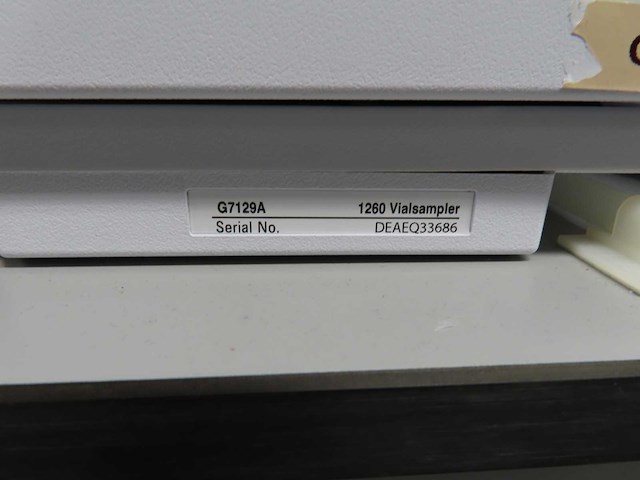 G7129A 1260 Vialsampler
Serial No. DEAEQ33686